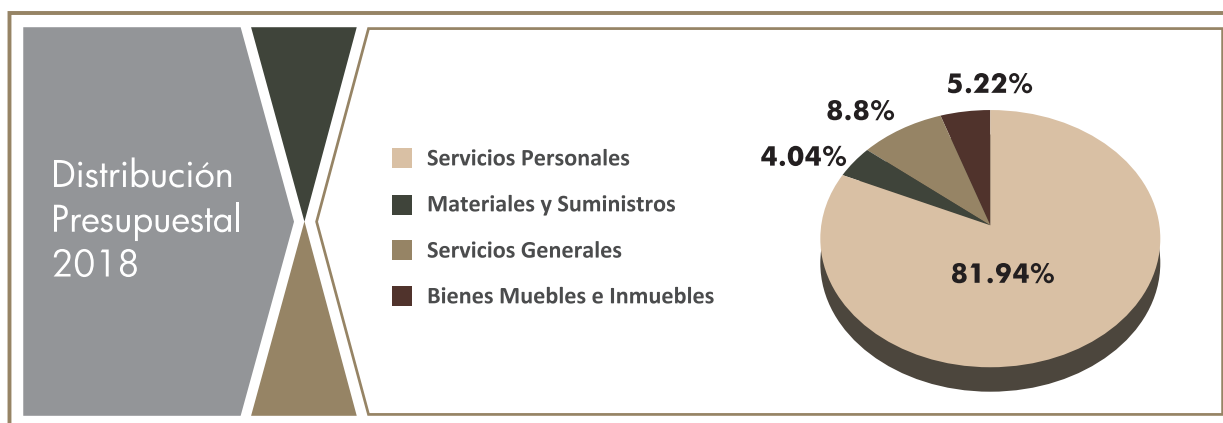 Distribución
Presupuestal
2018
Servicios Personales
Materiales y Suministros
Servicios Generales
Bienes Muebles e Inmuebles
5.22%
8.8%
4.04%
81.94%